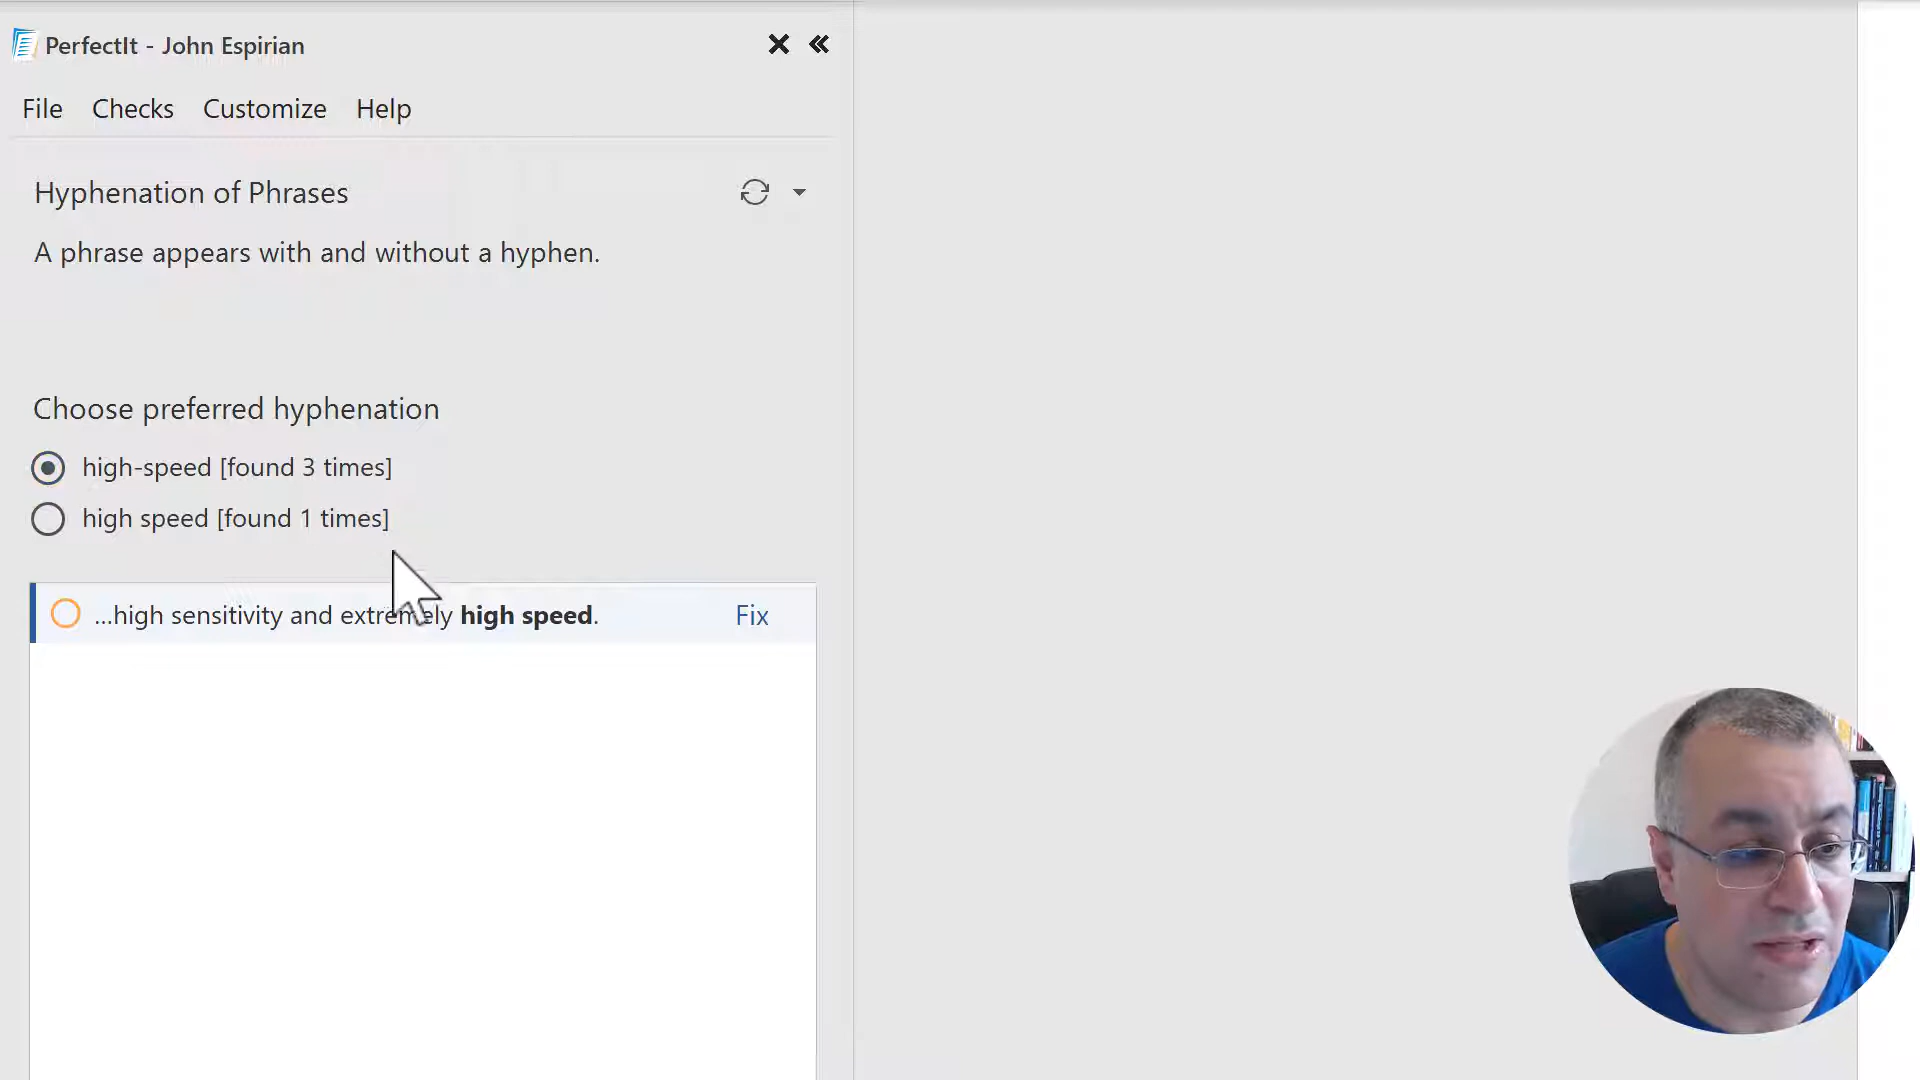 PerfectIt - John Espirian
File Checks Customize Help
Hyphenation of Phrases
A phrase appears with and without a hyphen.
Choose preferred hyphenation
high-speed [found 3 times]
high speed [found 1 times]
...high sensitivity and extremely high speed. Fix